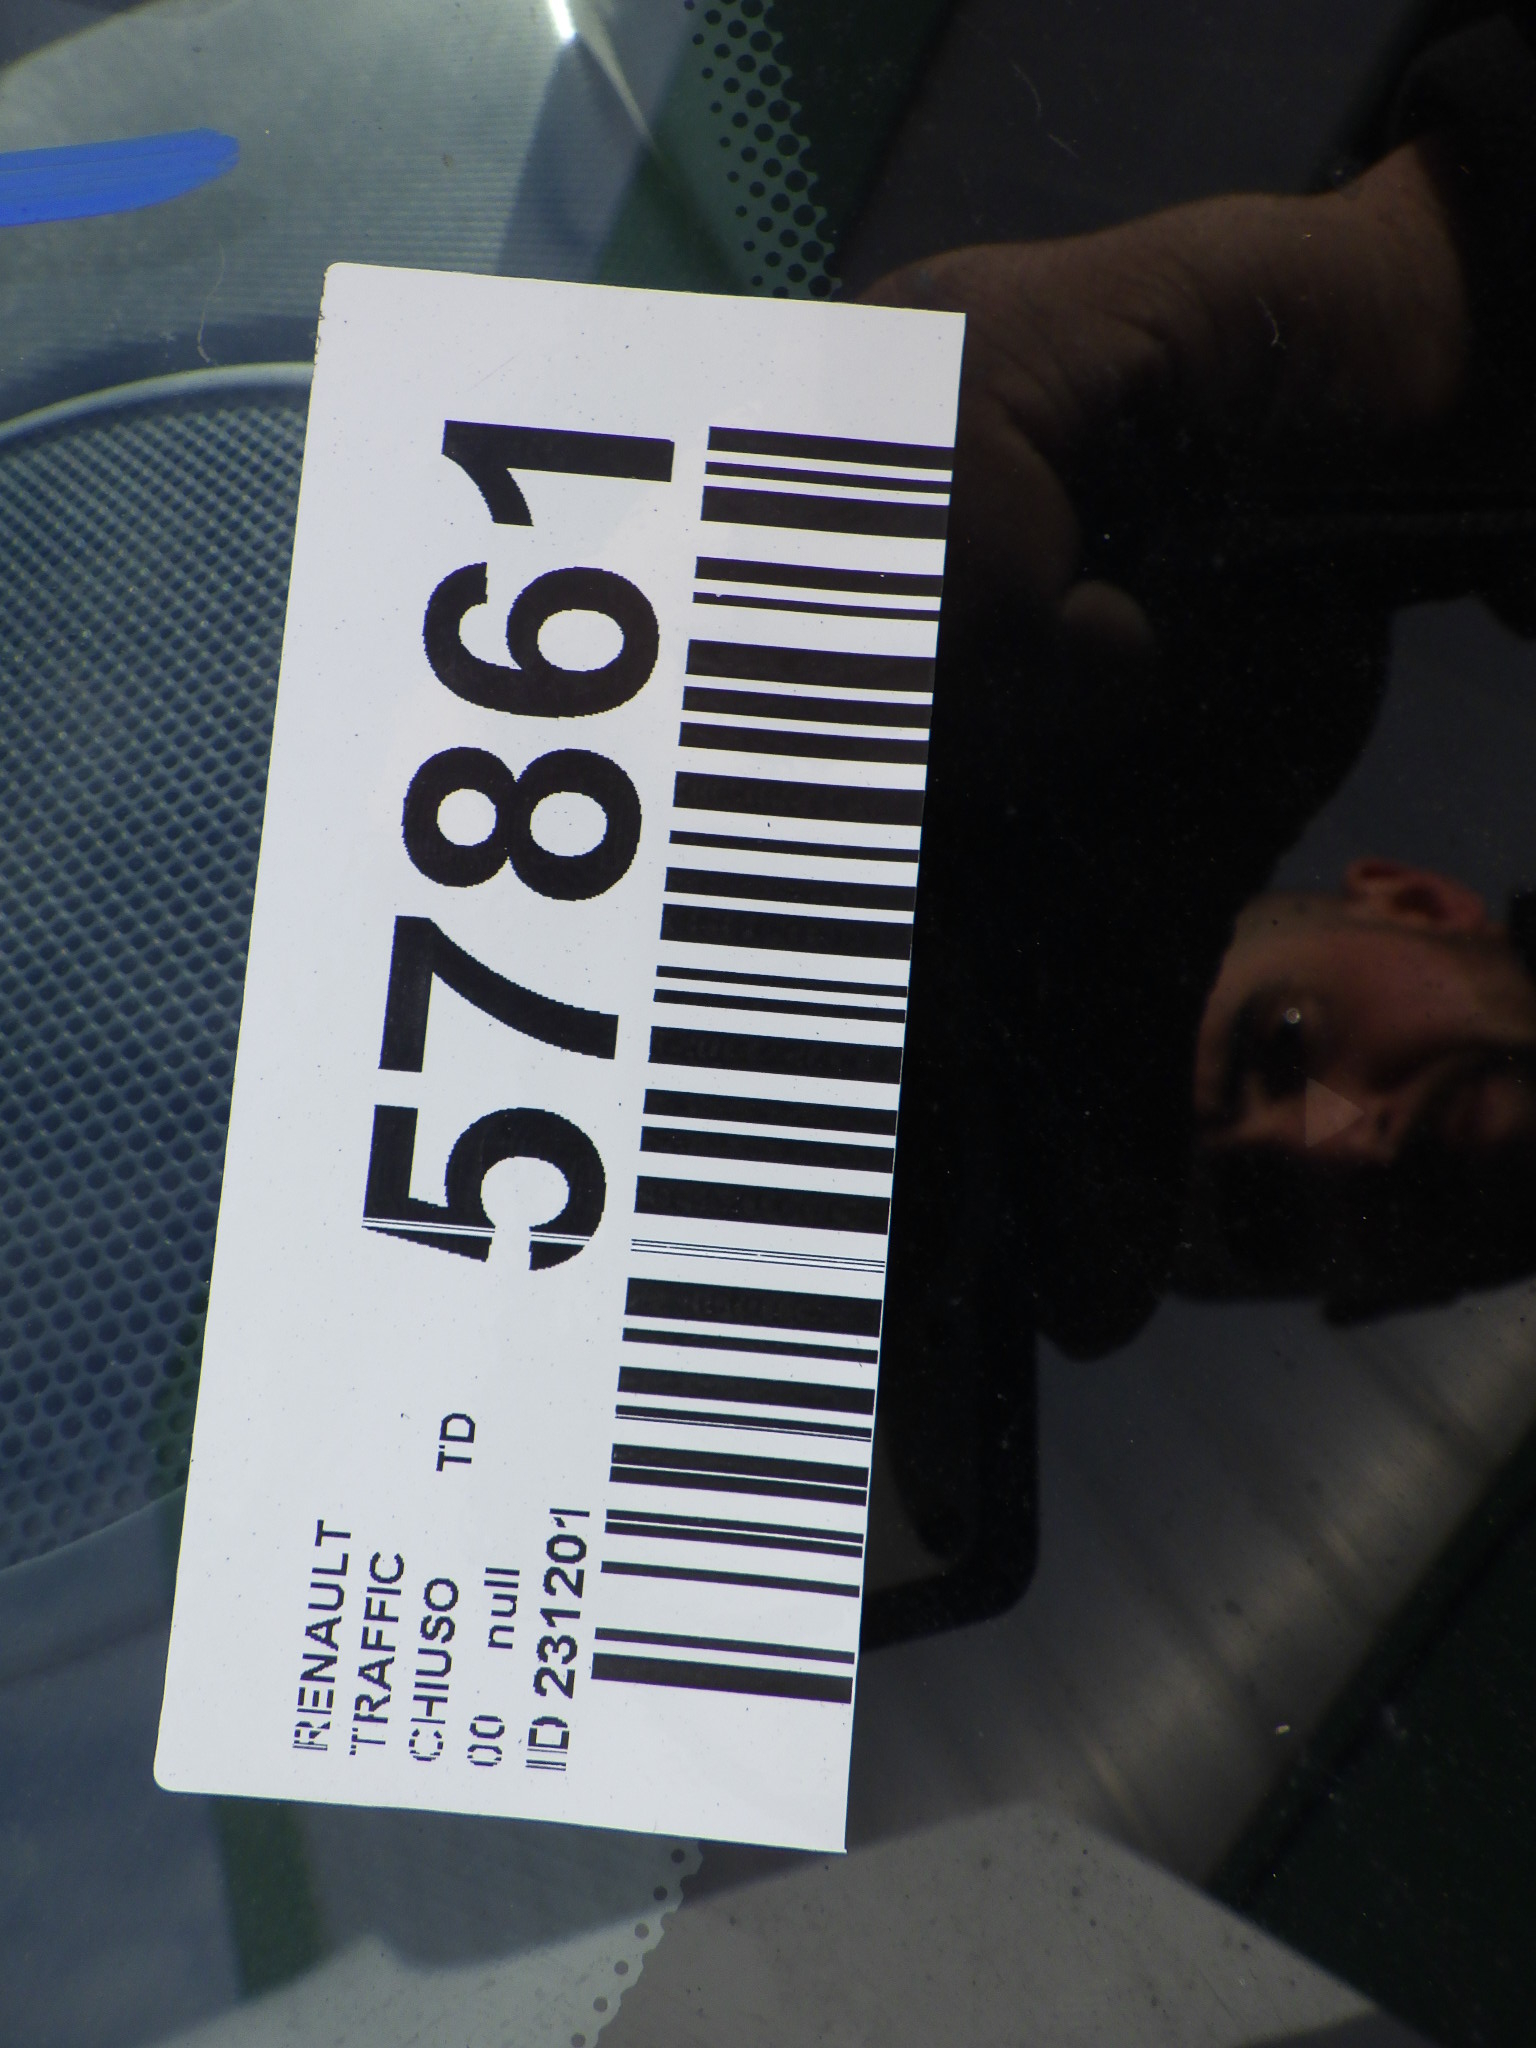 RENAULT
TRAFFIC
CHIUSO TD
00 null
ID 231201
57861